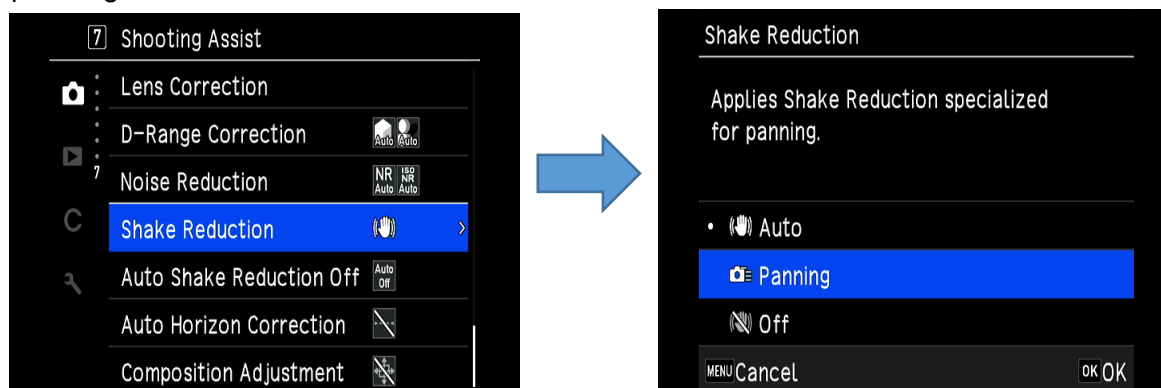 7 Shooting Assist
Lens Correction
D-Range Correction Auto Auto
7
Noise Reduction NR Auto ISO NR Auto
C
Shake Reduction
Auto Shake Reduction Off Auto Off
Auto Horizon Correction
Composition Adjustment
Shake Reduction
Applies Shake Reduction specialized
for panning.
Auto
Panning
Off
MENU Cancel OK OK